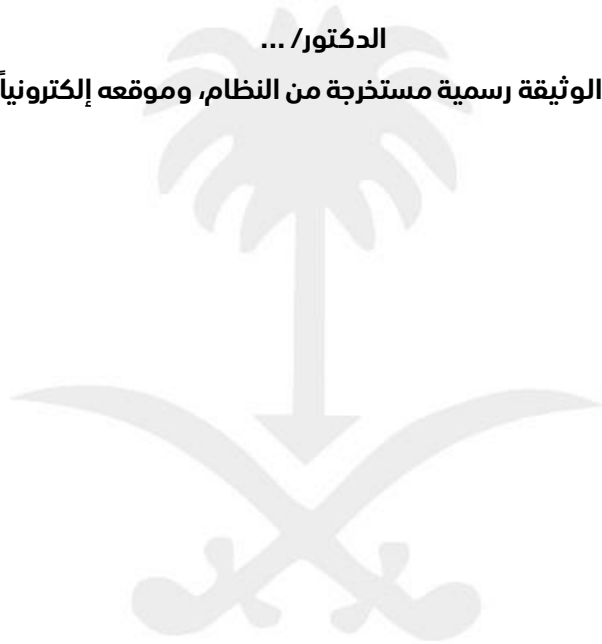 الدكتور/ ...
الوثيقة رسمية مستخرجة من النظام، وموقعه إلكترونياً